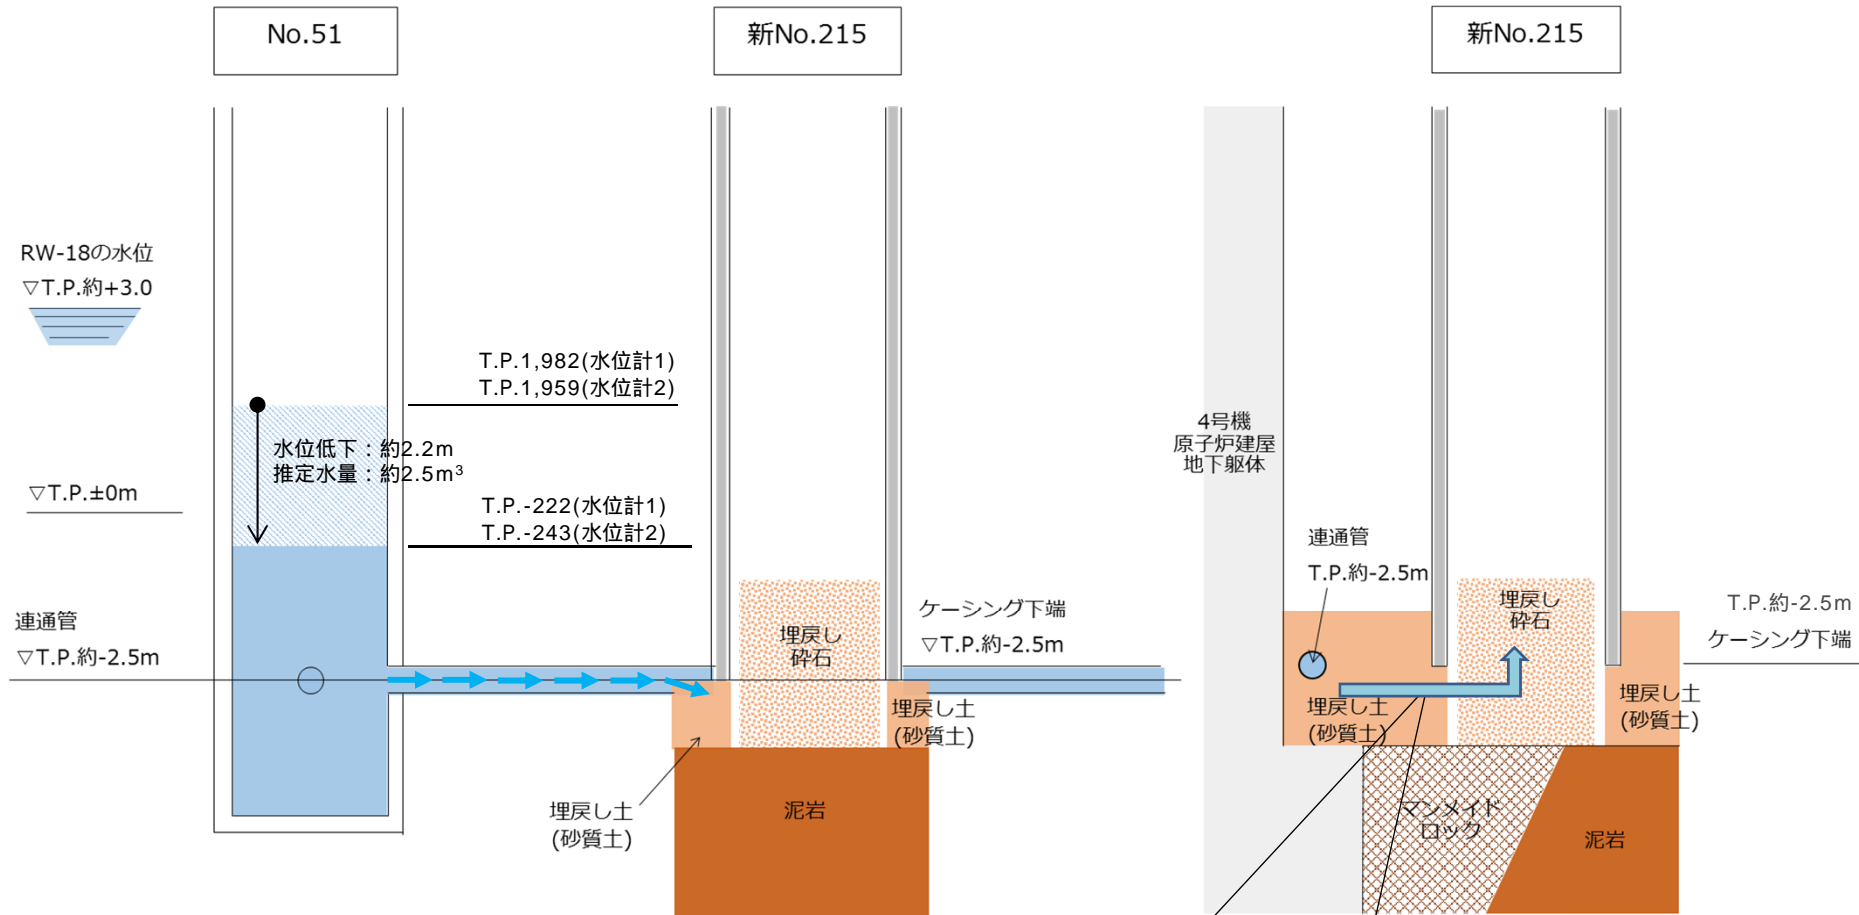 No.51
新No.215
新No.215
RW-18の水位
▽T.P.約+3.0
T.P.1,982(水位計1)
T.P.1,959(水位計2)
水位低下：約2.2m
推定水量：約2.5m³
▽T.P.±0m
T.P.-222(水位計1)
T.P.-243(水位計2)
連通管
▽T.P.約-2.5m
埋戻し
砕石
ケーシング下端
▽T.P.約-2.5m
埋戻し土
(砂質土)
埋戻し土
(砂質土)
泥岩
4号機
原子炉建屋
地下躯体
連通管
T.P.約-2.5m
埋戻し
砕石
T.P.約-2.5m
ケーシング下端
埋戻し土
(砂質土)
埋戻し土
(砂質土)
マンメイド
ロック
泥岩